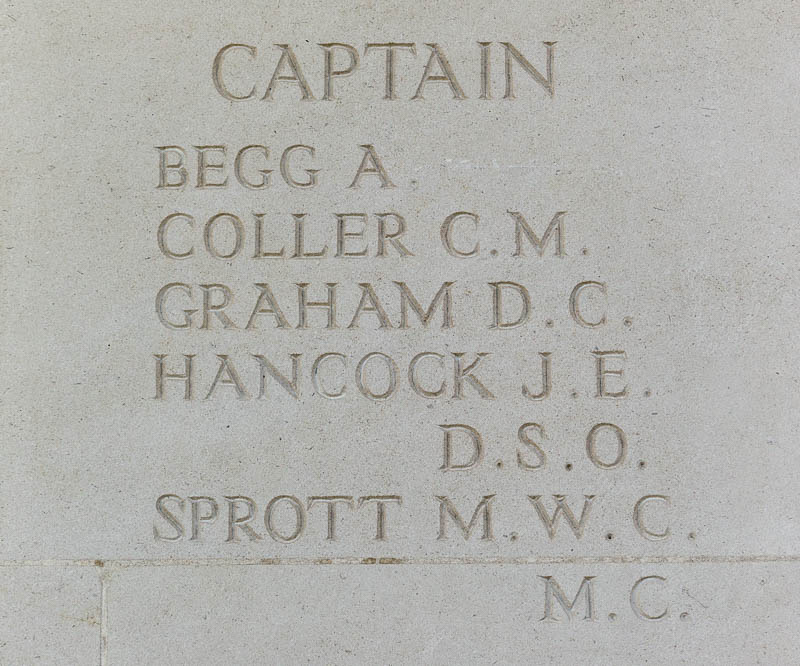 CAPTAIN
BEGG A.
COLLER C.M.
GRAHAM D.C.
HANCOCK J.E.
D.S.O.
SPROTT M.W.C.
M.C.